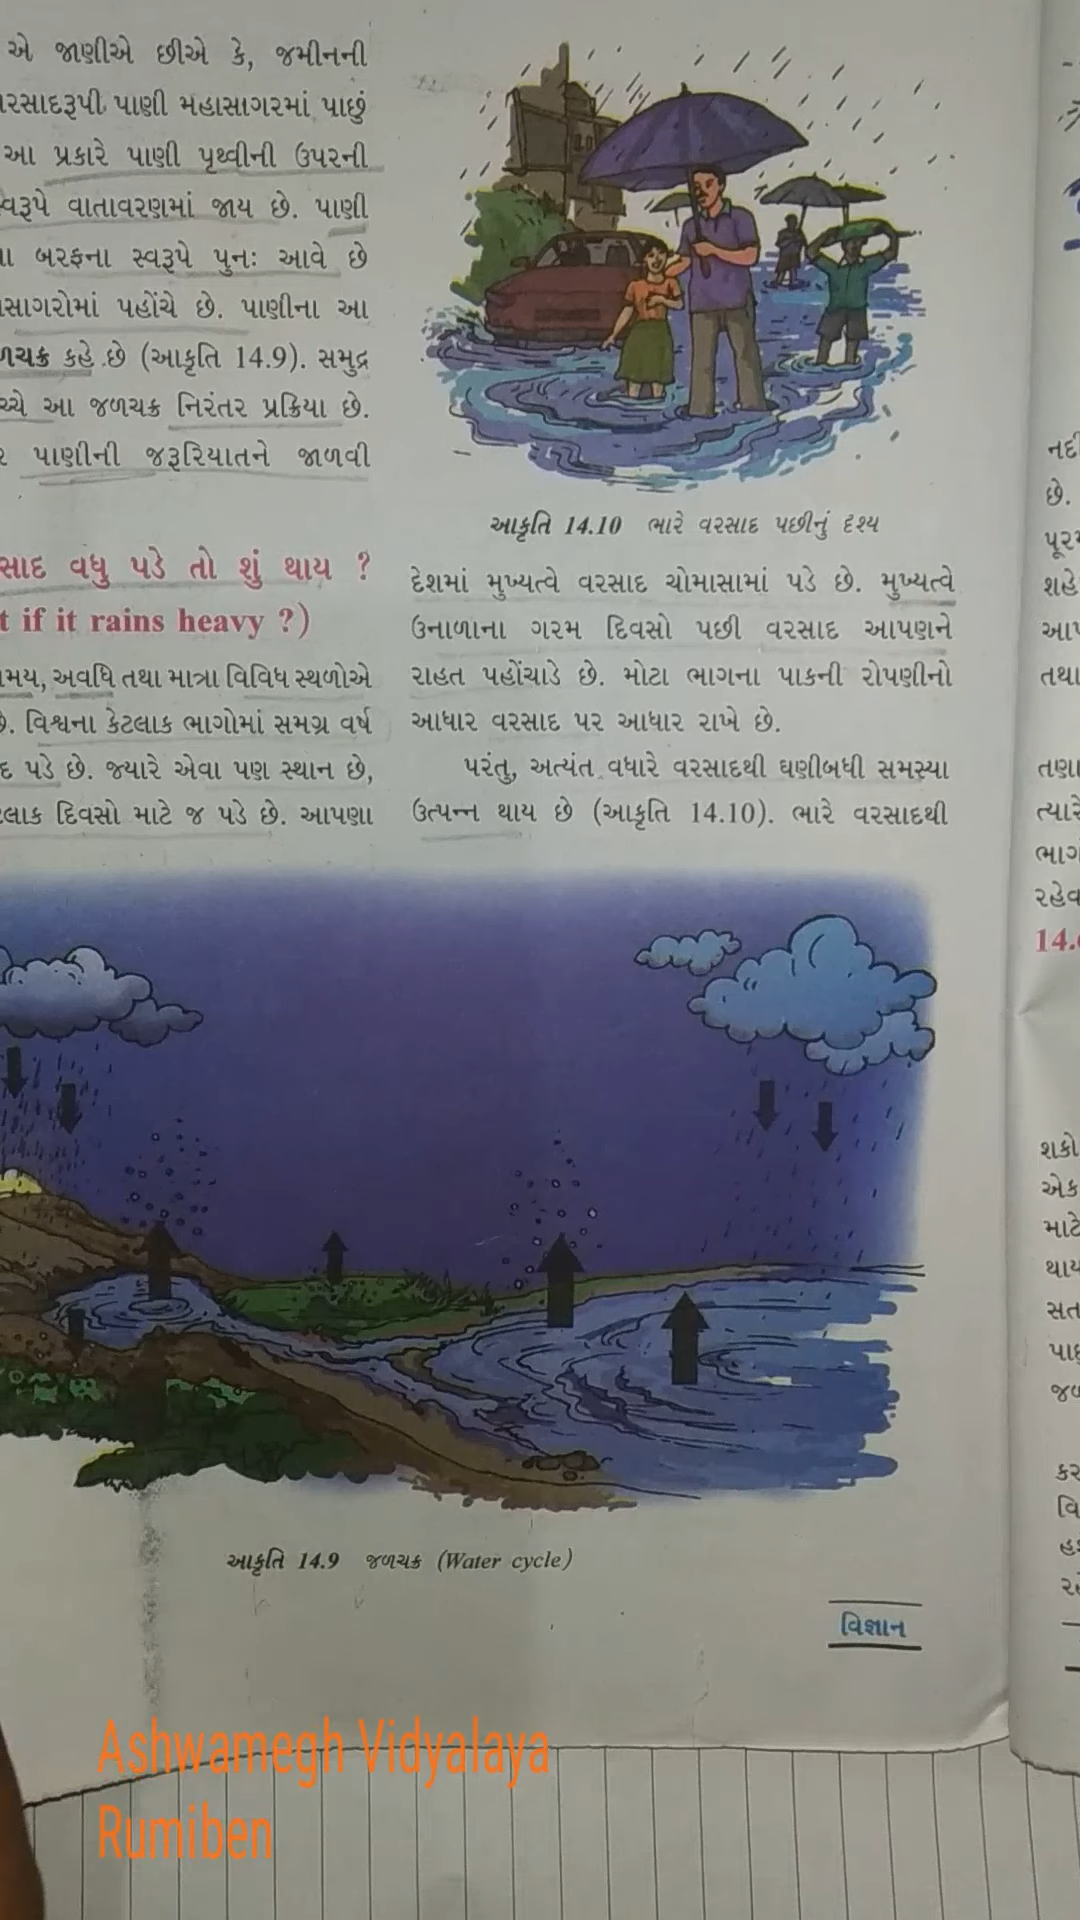 એ જાણીએ છીએ કે, જમીનની
પાણી મહાસાગરમાં પાછું
આ પ્રકારે પાણી પૃથ્વીની ઉપરની
વાતાવરણમાં જાય છે. પાણી
બરફના સ્વરૂપે પુનઃ આવે છે
પહોંચે છે. પાણીના આ
કહે છે (આકૃતિ 14.9). સમુદ્ર
આ જળચક્ર નિરંતર પ્રક્રિયા છે.
પાણીની જરૂરિયાતને જાળવી
વધુ પડે તો શું થાય ?
if it rains heavy ?)
અવધિ તથા માત્રા વિવિધ સ્થળોએ
વિશ્વના કેટલાક ભાગોમાં સમગ્ર વર્ષ
પડે છે. જ્યારે એવા પણ સ્થાન છે,
દિવસો માટે જ પડે છે. આપણા
આકૃતિ 14.10 ભારે વરસાદ પછીનું દૃશ્ય
દેશમાં મુખ્યત્વે વરસાદ ચોમાસામાં પડે છે. મુખ્યત્વે
ઉનાળાના ગરમ દિવસો પછી વરસાદ આપણને
રાહત પહોંચાડે છે. મોટા ભાગના પાકની રોપણીનો
આધાર વરસાદ પર આધાર રાખે છે.
પરંતુ, અત્યંત વધારે વરસાદથી ઘણીબધી સમસ્યા
ઉત્પન્ન થાય છે (આકૃતિ 14.10). ભારે વરસાદથી
આકૃતિ 14.9 જળચક્ર (Water cycle)
વિજ્ઞાન
છે.
Ashwamegh Vidyalaya
Rumiben